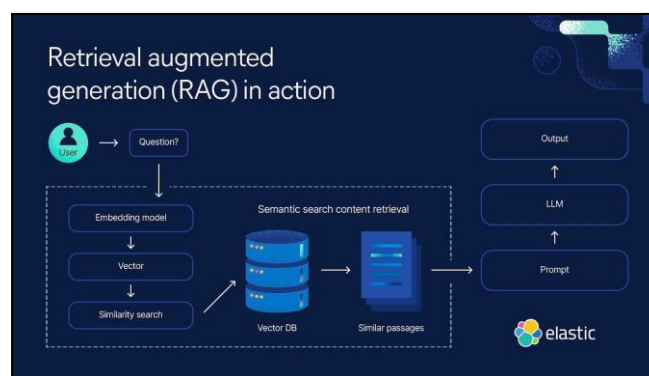 Retrieval augmented
generation (RAG) in action
User
Question?
Embedding model
Vector
Similarity search
Semantic search content retrieval
Vector DB
Similar passages
Output
LLM
Prompt
elastic